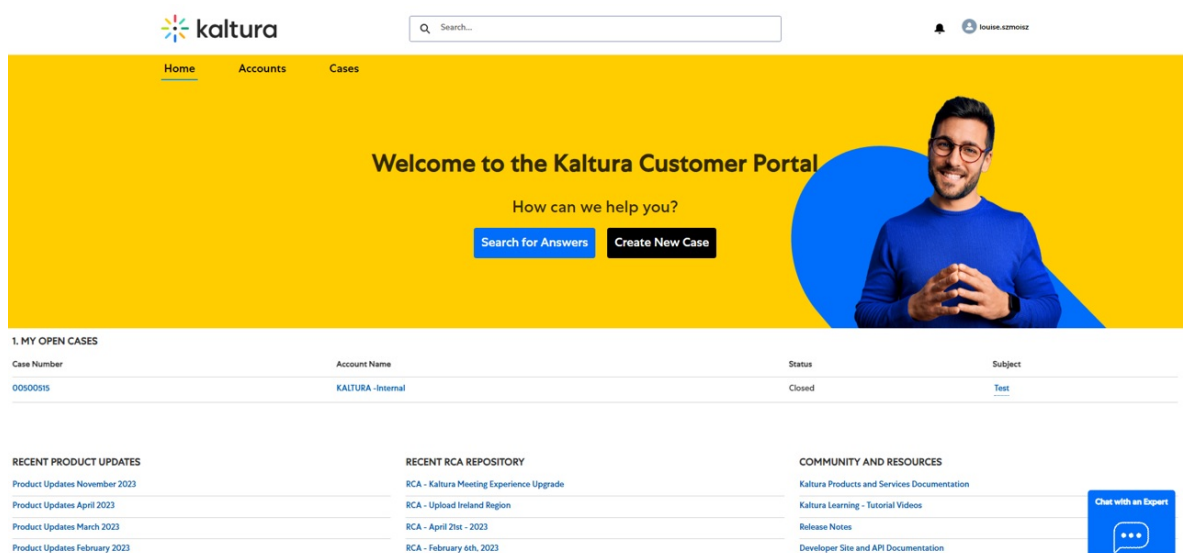 kaltura
Search...
louise.szmoisz
Home Accounts Cases
Welcome to the Kaltura Customer Portal
How can we help you?
Search for Answers Create New Case
1. MY OPEN CASES
Case Number Account Name Status Subject
00500515 KALTURA -Internal Closed Test
RECENT PRODUCT UPDATES
Product Updates November 2023
Product Updates April 2023
Product Updates March 2023
Product Updates February 2023
RECENT RCA REPOSITORY
RCA - Kaltura Meeting Experience Upgrade
RCA - Upload Ireland Region
RCA - April 21st - 2023
RCA - February 6th, 2023
COMMUNITY AND RESOURCES
Kaltura Products and Services Documentation
Kaltura Learning - Tutorial Videos
Release Notes
Developer Site and API Documentation
Chat with an Expert